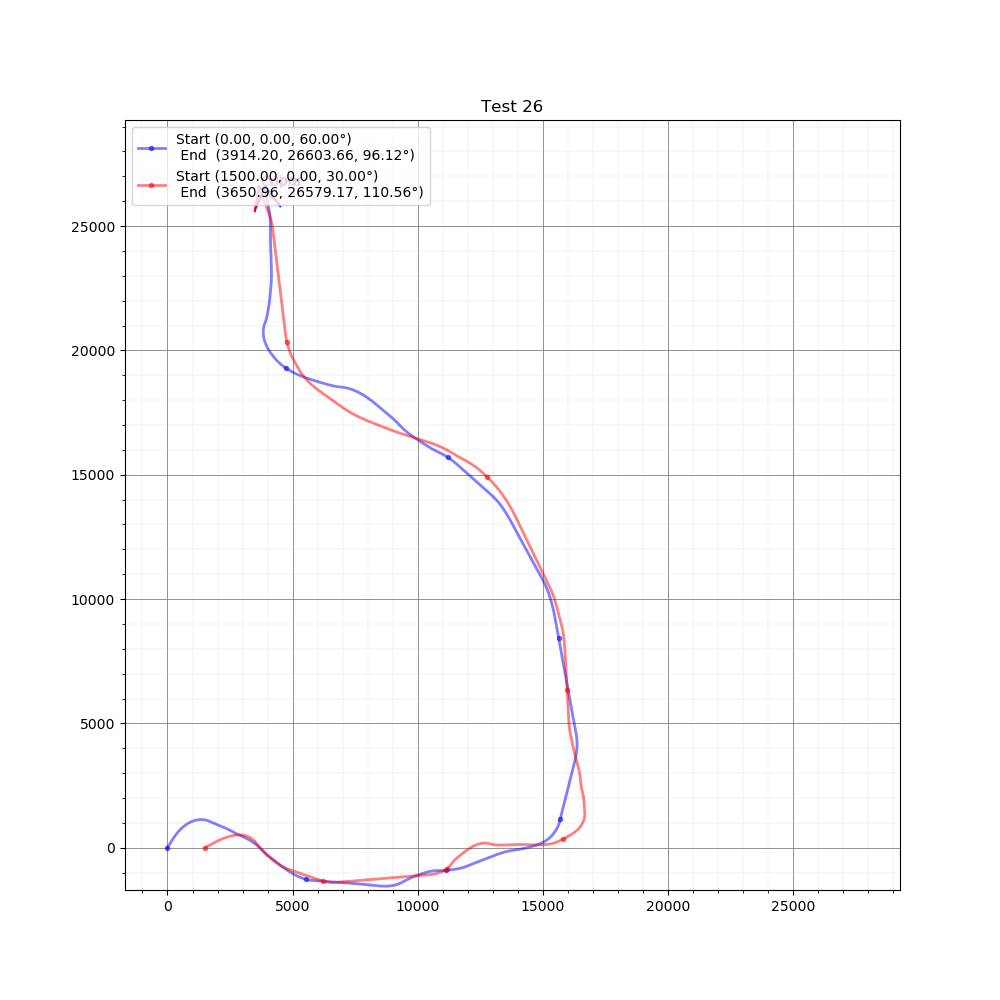 Test 26
Start (0.00, 0.00, 60.00°)
End (3914.20, 26603.66, 96.12°)
Start (1500.00, 0.00, 30.00°)
End (3650.96, 26579.17, 110.56°)
25000
20000
15000
10000
5000
0
0 5000 10000 15000 20000 25000